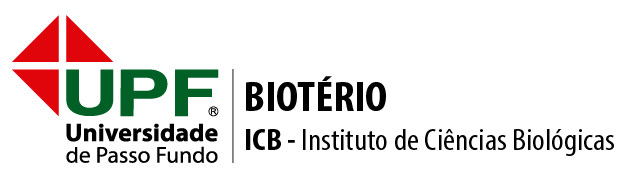 UPF®
Universidade
de Passo Fundo
BIOTÉRIO
ICB - Instituto de Ciências Biológicas